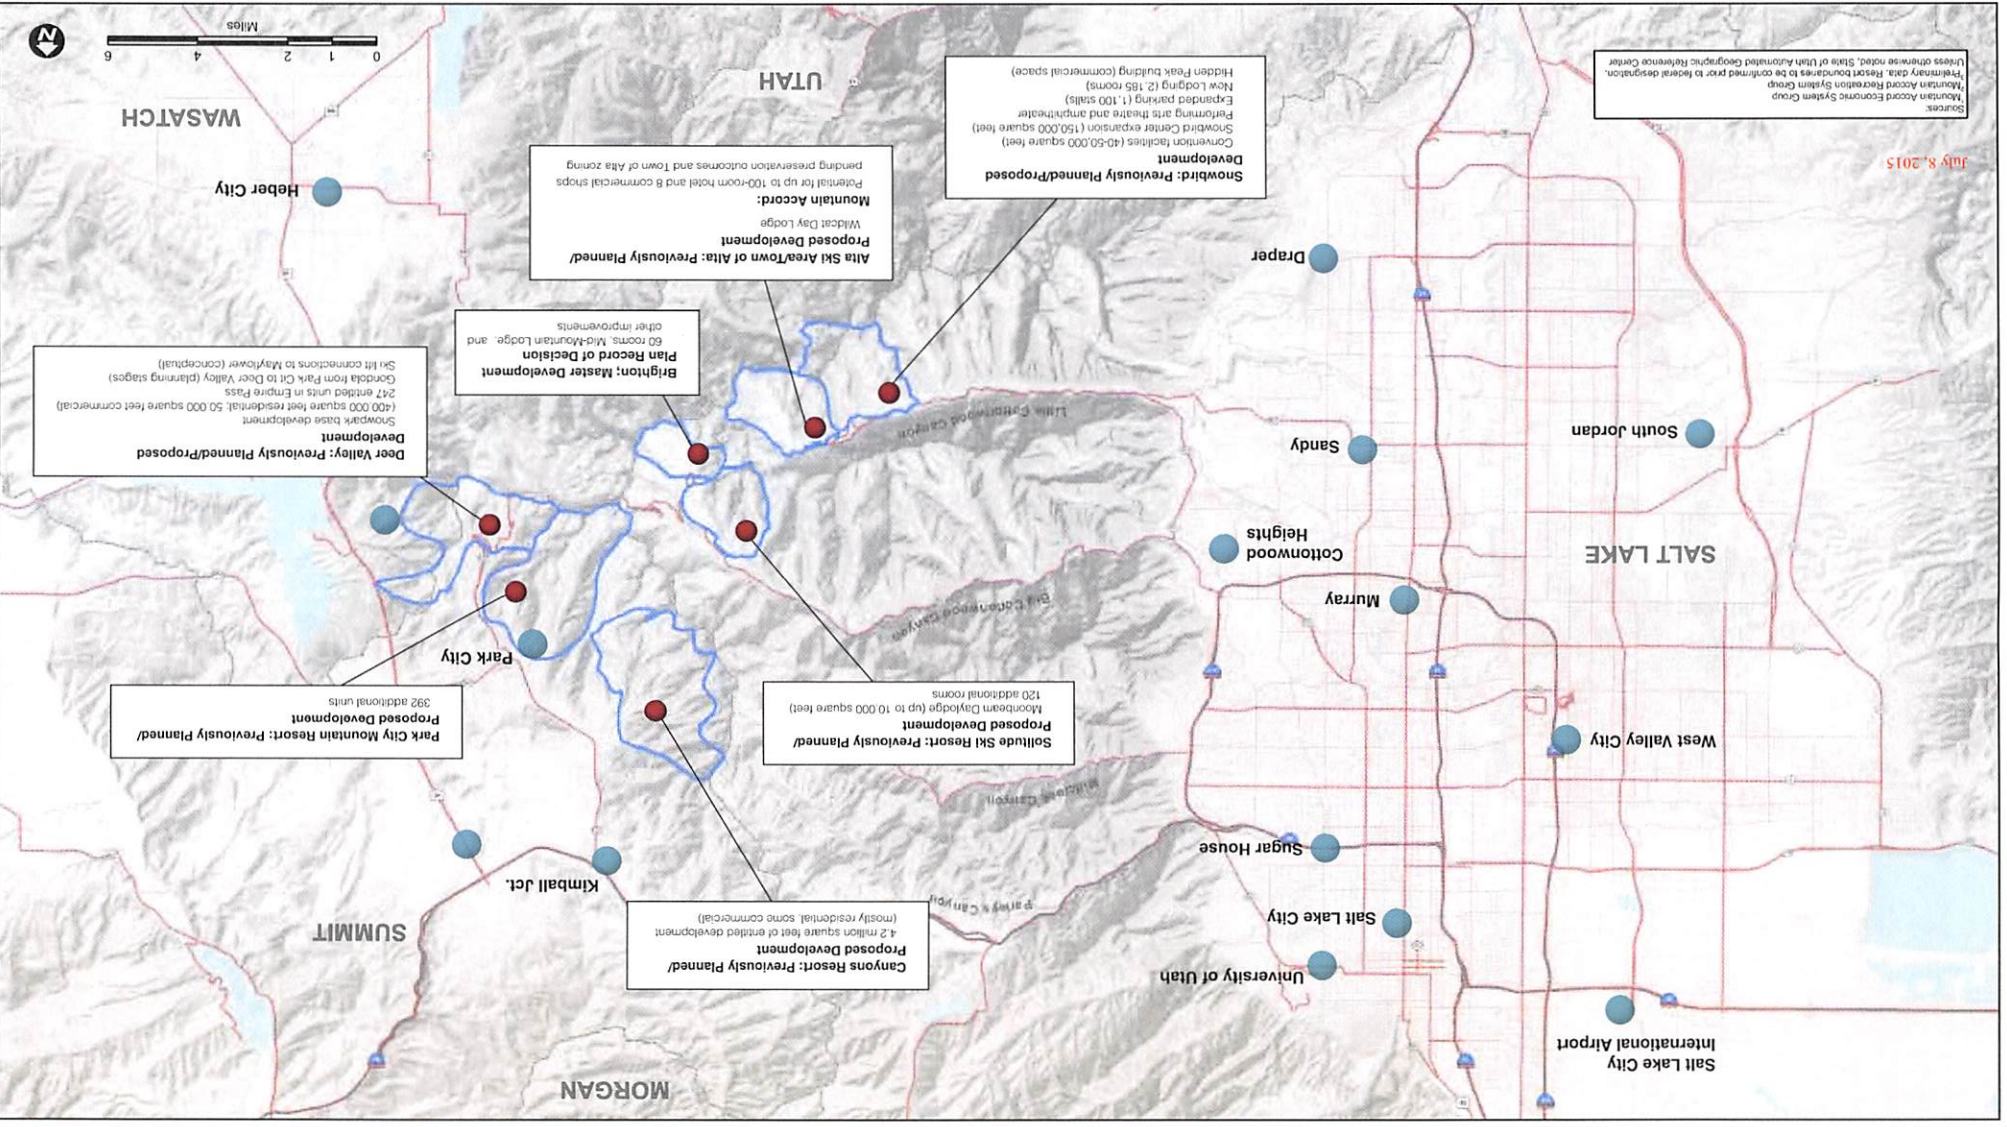 MORGAN
Salt Lake City
International Airport
University of Utah
Salt Lake City
Canyons Resort: Previously Planned/
Proposed Development
4.2 million square feet of entitled development
(mostly residential, some commercial)
SUMMIT
Parley's Canyon
Kimball Jct.
Sugar House
Millcreek Canyon
West Valley City
Solitude Ski Resort: Previously Planned/
Proposed Development
Moonbeam Daylodge (up to 10,000 square feet)
120 additional rooms
Park City Mountain Resort: Previously Planned/
Proposed Development
392 additional units
Park City
Murray
Big Cottonwood Canyon
SALT LAKE
Cottonwood
Heights
South Jordan
Sandy
Little Cottonwood Canyon
Deer Valley: Previously Planned/Proposed
Development
Snowpark base development
(400,000 square feet residential; 50,000 square feet commercial)
247 entitled units in Empire Pass
Gondola from Park Cit to Deer Valley (planning stages)
Ski lift connections to Mayflower (conceptual)
Brighton; Master Development
Plan Record of Decision
60 rooms, Mid-Mountain Lodge, and
other improvements
Draper
Alta Ski Area/Town of Alta: Previously Planned/
Proposed Development
Wildcat Day Lodge
Mountain Accord:
Potential for up to 100-room hotel and 8 commercial shops
pending preservation outcomes and Town of Alta zoning
Heber City
Snowbird: Previously Planned/Proposed
Development
Convention facilities (40-50,000 square feet)
Snowbird Center expansion (150,000 square feet)
Performing arts theatre and amphitheater
Expanded parking (1,100 stalls)
New Lodging (2,185 rooms)
Hidden Peak building (commercial space)
July 8, 2015
WASATCH
UTAH
Sources:
¹Mountain Accord Economic System Group
²Mountain Accord Recreation System Group
³Preliminary data. Resort boundaries to be confirmed prior to federal designation.
Unless otherwise noted, State of Utah Automated Geographic Reference Center
0 1 2 4 6
Miles
N